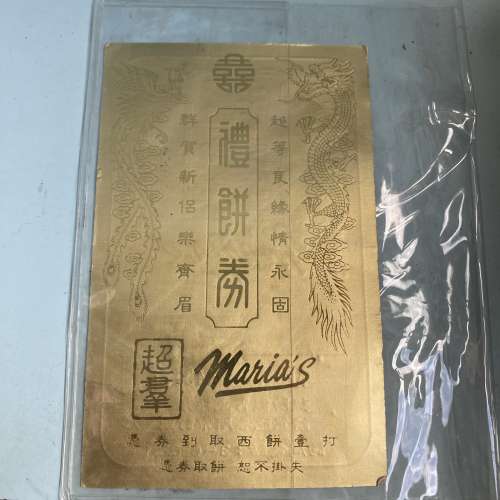 囍
超等良緣情永固
禮餅券
群賀新侶樂齊眉
超羣
Maria's
憑券到取西餅壹打
憑券取餅 恕不掛失